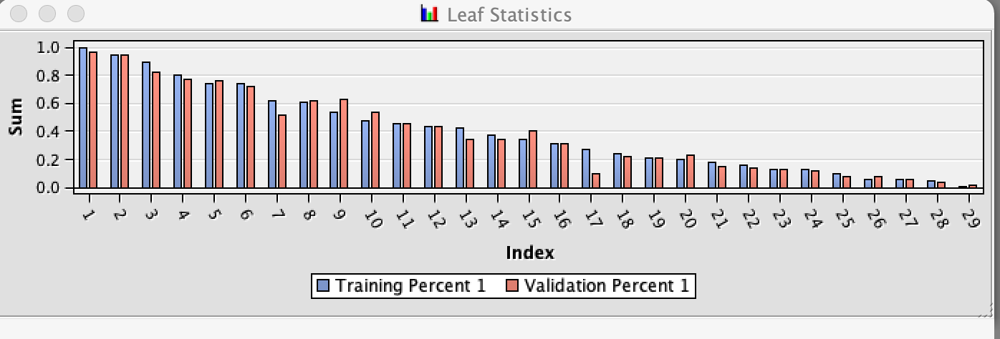 Leaf Statistics
1.0
0.8
0.6
0.4
0.2
0.0
Sum
1 2 3 4 5 6 7 8 9 10 11 12 13 14 15 16 17 18 19 20 21 22 23 24 25 26 27 28 29
Index
Training Percent 1 Validation Percent 1